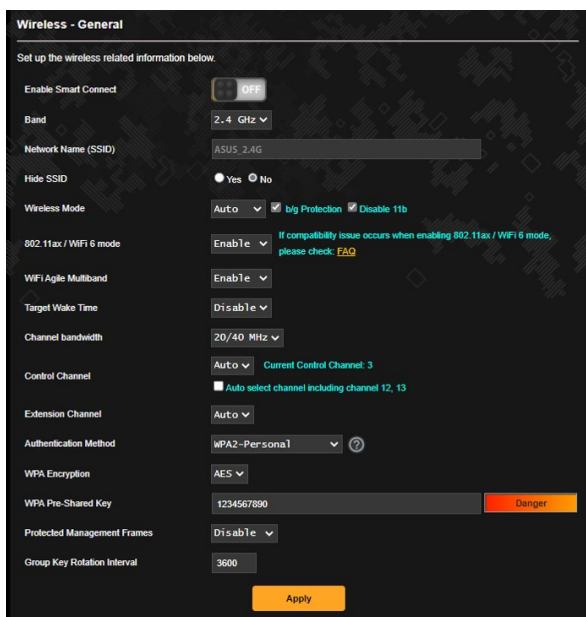 Wireless - General
Set up the wireless related information below.
Enable Smart Connect OFF
Band 2.4 GHz
Network Name (SSID) ASUS_2.4G
Hide SSID Yes No
Wireless Mode Auto b/g Protection Disable 11b
802.11ax / WiFi 6 mode Enable If compatibility issue occurs when enabling 802.11ax / WiFi 6 mode,
please check: FAQ
WiFi Agile Multiband Enable
Target Wake Time Disable
Channel bandwidth 20/40 MHz
Control Channel Auto Current Control Channel: 3
Auto select channel including channel 12, 13
Extension Channel Auto
Authentication Method WPA2-Personal ?
WPA Encryption AES
WPA Pre-Shared Key 1234567890 Danger
Protected Management Frames Disable
Group Key Rotation Interval 3600
Apply